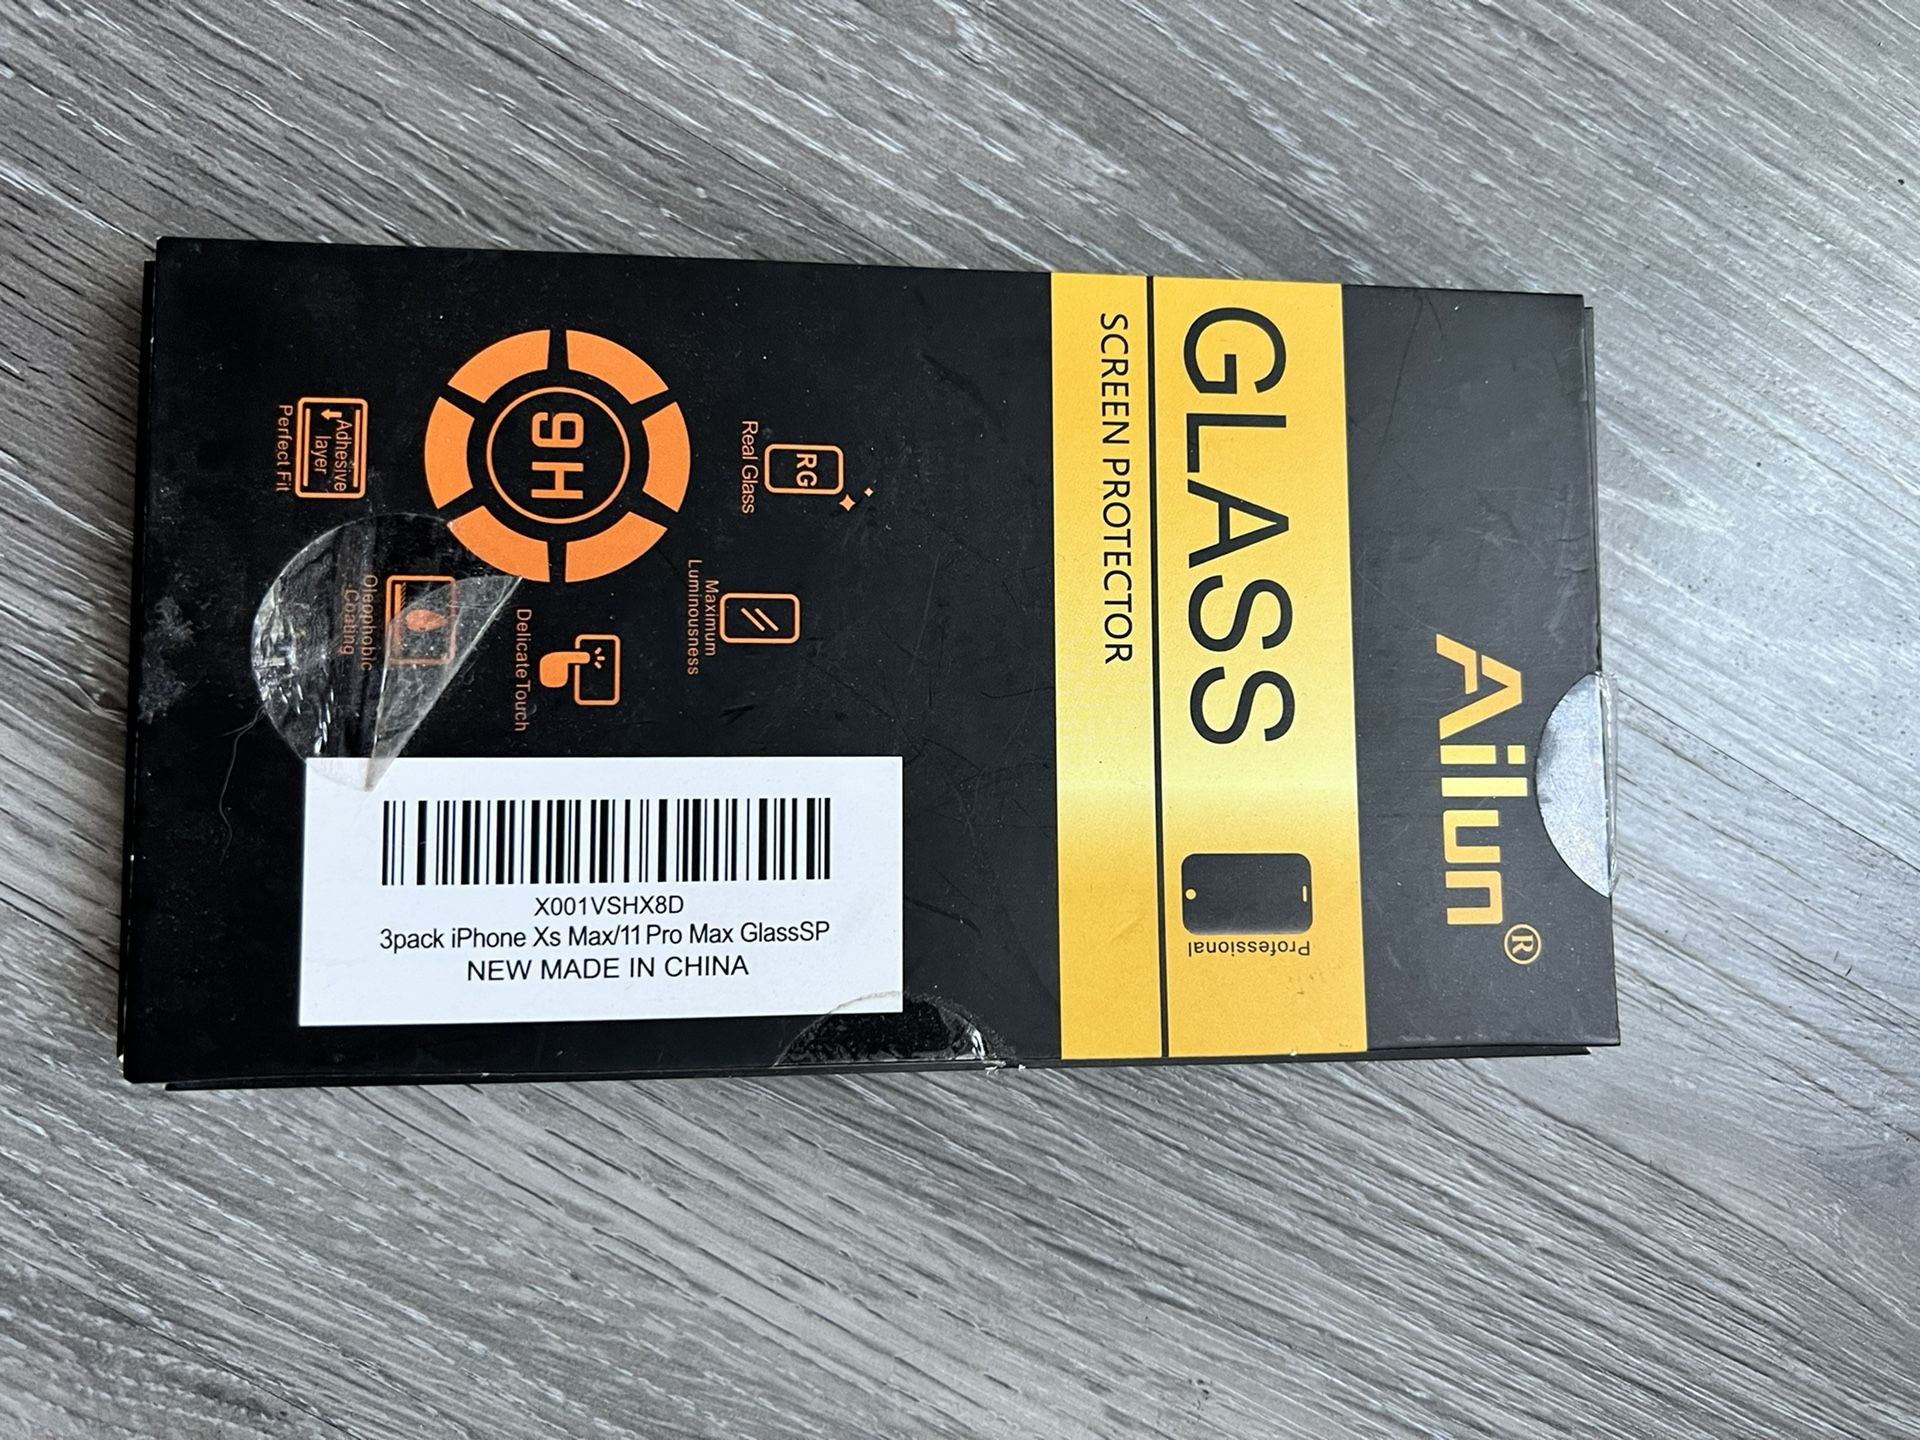 Ailun®
GLASS
Professional
SCREEN PROTECTOR
RG
Real Glass
Maximum
Luminousness
9H
Delicate Touch
Adhesive
layer
Perfect Fit
Oleophobic
Coating
X001VSHX8D
3pack iPhone Xs Max/11 Pro Max GlassSP
NEW MADE IN CHINA